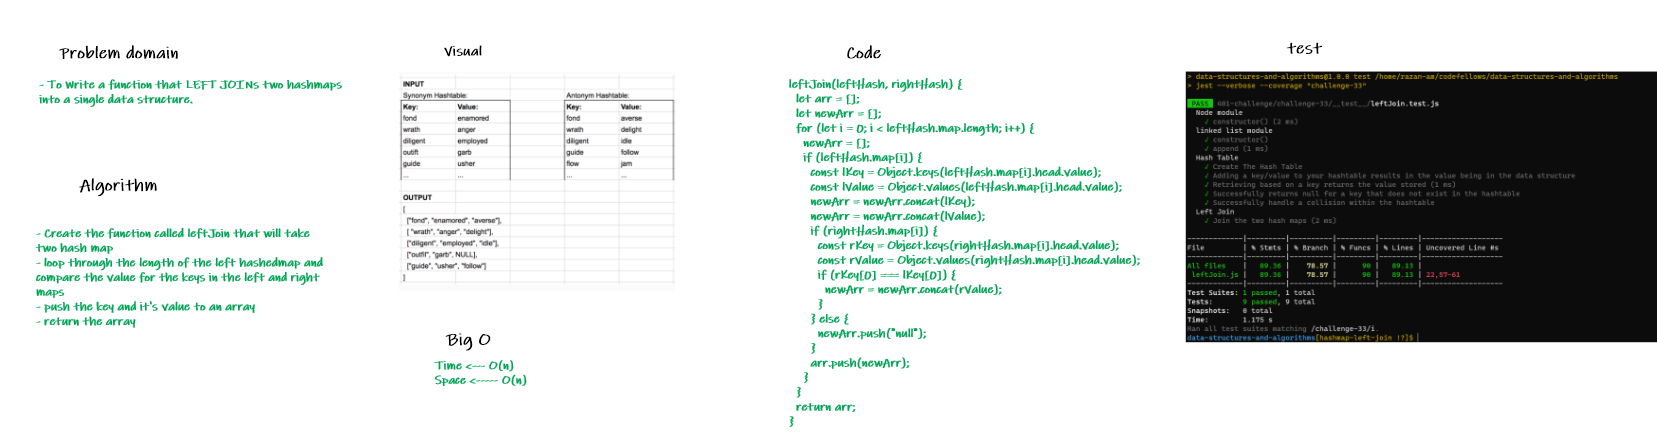 Problem domain
- To write a function that LEFT JOINs two hashmaps
into a single data structure.
Algorithm
- Create the function called leftJoin that will take
two hash map
- loop through the length of the left hashedmap and
compare the value for the keys in the left and right
maps
- push the key and it's value to an array
- return the array
Visual
INPUT
Synonym Hashtable: Antonym Hashtable:
Key: Value: Key: Value:
fond enamored fond averse
wrath anger wrath delight
diligent employed diligent idle
outift garb guide follow
guide usher flow jam
... ... ... ...
OUTPUT
[
["fond", "enamored", "averse"],
[ "wrath", "anger", "delight"],
["diligent", "employed", "idle"],
["outfil", "garb", NULL],
["guide", "usher", "follow"]
]
Big O
Time <--- O(n)
Space <----- O(n)
Code
leftJoin(leftHash, rightHash) {
let arr = [];
let newArr = [];
for (let i = 0; i < leftHash.map.length; i++) {
newArr = [];
if (leftHash.map[i]) {
const lKey = Object.keys(leftHash.map[i].head.value);
const lValue = Object.values(leftHash.map[i].head.value);
newArr = newArr.concat(lKey);
newArr = newArr.concat(lValue);
if (rightHash.map[i]) {
const rKey = Object.keys(rightHash.map[i].head.value);
const rValue = Object.values(rightHash.map[i].head.value);
if (rKey[0] === lKey[0]) {
newArr = newArr.concat(rValue);
}
} else {
newArr.push("null");
}
arr.push(newArr);
}
}
return arr;
}
test
> data-structures-and-algorithms@1.0.0 test /home/razan-am/codefellows/data-structures-and-algorithms
> jest --verbose --coverage "challenge-33"
PASS 401-challenge/challenge-33/__test__/leftJoin.test.js
Node module
√ constructor() (2 ms)
linked list module
√ constructor()
√ append (1 ms)
Hash Table
√ Create The Hash Table
√ Adding a key/value to your hashtable results in the value being in the data structure
√ Retrieving based on a key returns the value stored (1 ms)
√ Successfully returns null for a key that does not exist in the hashtable
√ Successfully handle a collision within the hashtable
Left Join
√ Join the two hash maps (2 ms)
-------------|---------|----------|---------|---------|-------------------
File | % Stmts | % Branch | % Funcs | % Lines | Uncovered Line #s
-------------|---------|----------|---------|---------|-------------------
All files | 89.36 | 78.57 | 90 | 89.13 |
leftJoin.js | 89.36 | 78.57 | 90 | 89.13 | 22,57-61
-------------|---------|----------|---------|---------|-------------------
Test Suites: 1 passed, 1 total
Tests: 9 passed, 9 total
Snapshots: 0 total
Time: 1.175 s
Ran all test suites matching /challenge-33/i.
data-structures-and-algorithms[hashmap-left-join !?]$